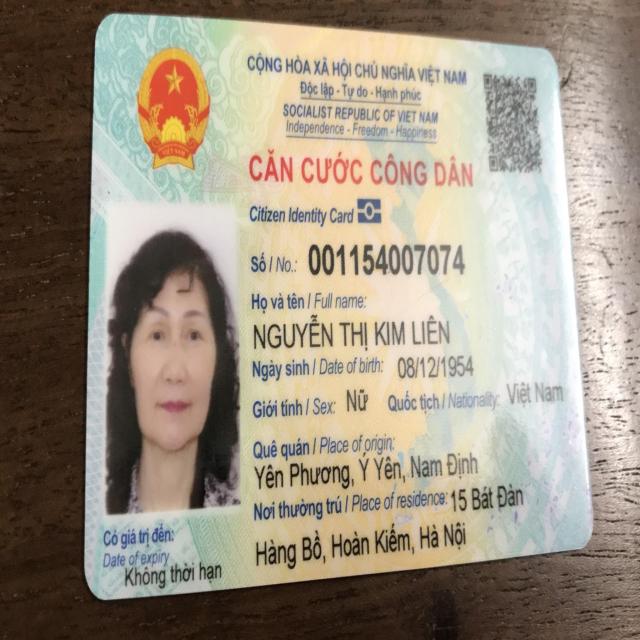 CỘNG HÒA XÃ HỘI CHỦ NGHĨA VIỆT NAM
Độc lập - Tự do - Hạnh phúc
SOCIALIST REPUBLIC OF VIET NAM
Independence - Freedom - Happiness
CĂN CƯỚC CÔNG DÂN
Citizen Identity Card
Số / No.: 001154007074
Họ và tên / Full name:
NGUYỄN THỊ KIM LIÊN
Ngày sinh / Date of birth: 08/12/1954
Giới tính / Sex: Nữ Quốc tịch / Nationality: Việt Nam
Quê quán / Place of origin:
Yên Phương, Ý Yên, Nam Định
Nơi thường trú / Place of residence: 15 Bát Đàn
Hàng Bồ, Hoàn Kiếm, Hà Nội
Có giá trị đến:
Date of expiry
Không thời hạn